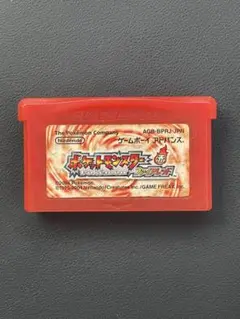 The Pokémon Company AGB-BPRJ-JPN
Nintendo ゲームボーイ アドバンス.
ポケットモンスター
ファイアレッド
©2004 Pokémon.
©1995-2004 Nintendo/Creatures inc./GAME FREAK inc.